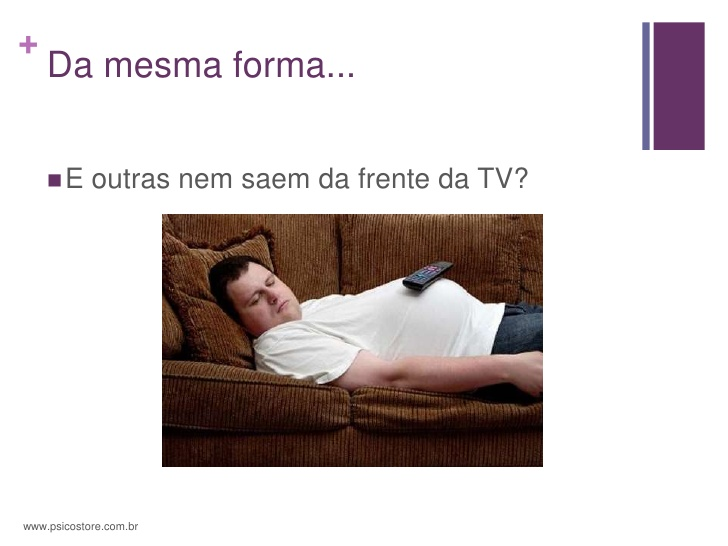 +
Da mesma forma...
E outras nem saem da frente da TV?
www.psicostore.com.br